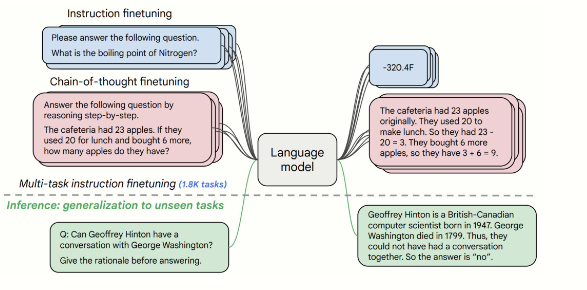 Instruction finetuning
Please answer the following question.
What is the boiling point of Nitrogen?
-320.4F
Chain-of-thought finetuning
Answer the following question by
reasoning step-by-step.
The cafeteria had 23 apples. If they
used 20 for lunch and bought 6 more,
how many apples do they have?
Language
model
The cafeteria had 23 apples
originally. They used 20 to
make lunch. So they had 23 -
20 = 3. They bought 6 more
apples, so they have 3 + 6 = 9.
Multi-task instruction finetuning (1.8K tasks)
Inference: generalization to unseen tasks
Q: Can Geoffrey Hinton have a
conversation with George Washington?
Give the rationale before answering.
Geoffrey Hinton is a British-Canadian
computer scientist born in 1947. George
Washington died in 1799. Thus, they
could not have had a conversation
together. So the answer is “no”.